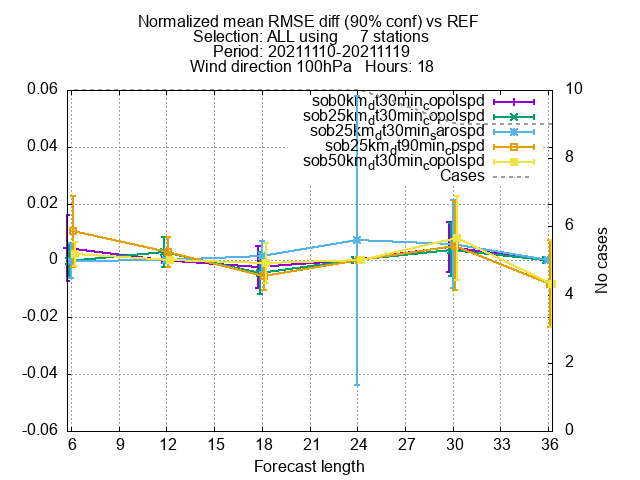 Normalized mean RMSE diff (90% conf) vs REF
Selection: ALL using 7 stations
Period: 20211110-20211119
Wind direction 100hPa Hours: 18
0.06 10
sob0km_dt30min_copolspd
sob25km_dt30min_copolspd
sob25km_dt30min_sarospd
sob25km_dt90min_cpspd
sob50km_dt30min_copolspd
Cases
0.04 8
0.02 6
0
-0.02 4
-0.04 2
-0.06 0
No cases
6 9 12 15 18 21 24 27 30 33 36
Forecast length